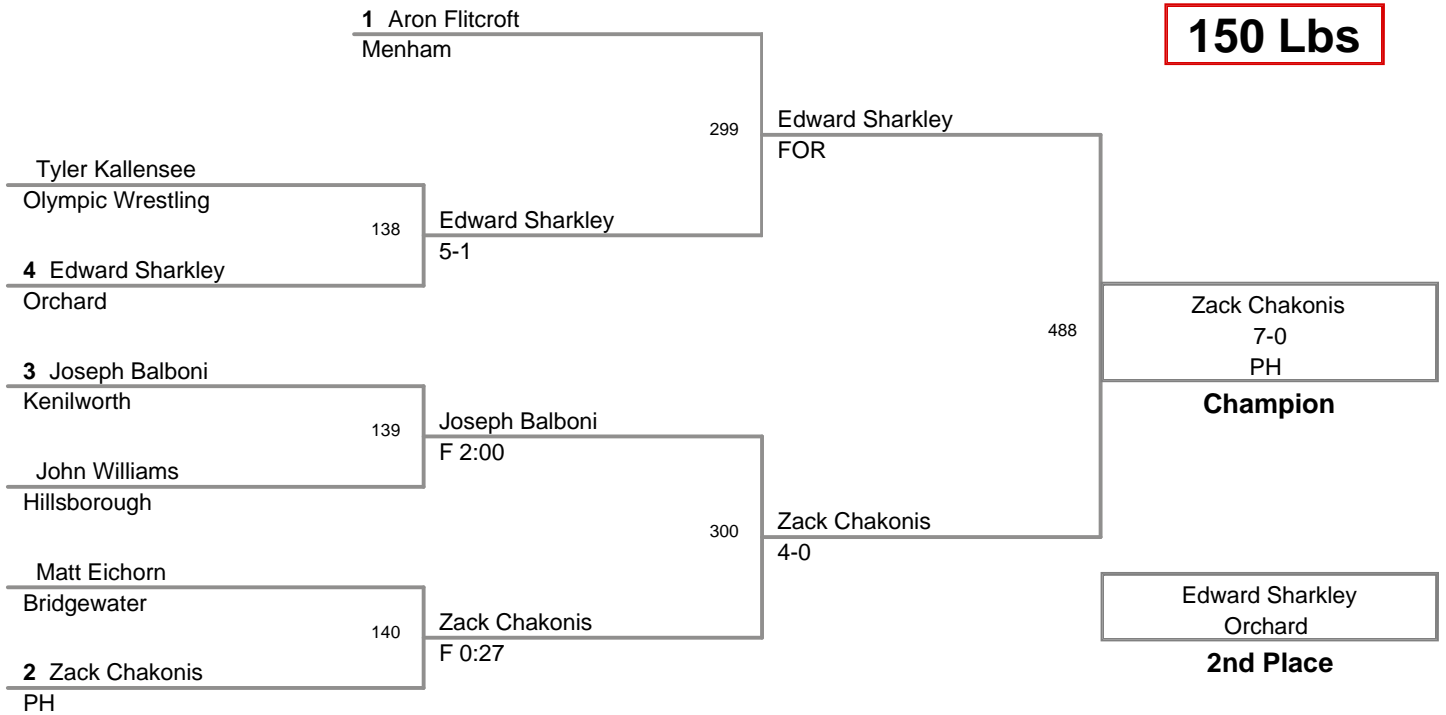 1 Aron Flitcroft
Menham
150 Lbs
299
Edward Sharkley
FOR
Tyler Kallensee
Olympic Wrestling
138
Edward Sharkley
5-1
4 Edward Sharkley
Orchard
488
Zack Chakonis
7-0
PH
Champion
3 Joseph Balboni
Kenilworth
139
Joseph Balboni
F 2:00
John Williams
Hillsborough
300
Zack Chakonis
4-0
Matt Eichorn
Bridgewater
140
Zack Chakonis
F 0:27
2 Zack Chakonis
PH
Edward Sharkley
Orchard
2nd Place